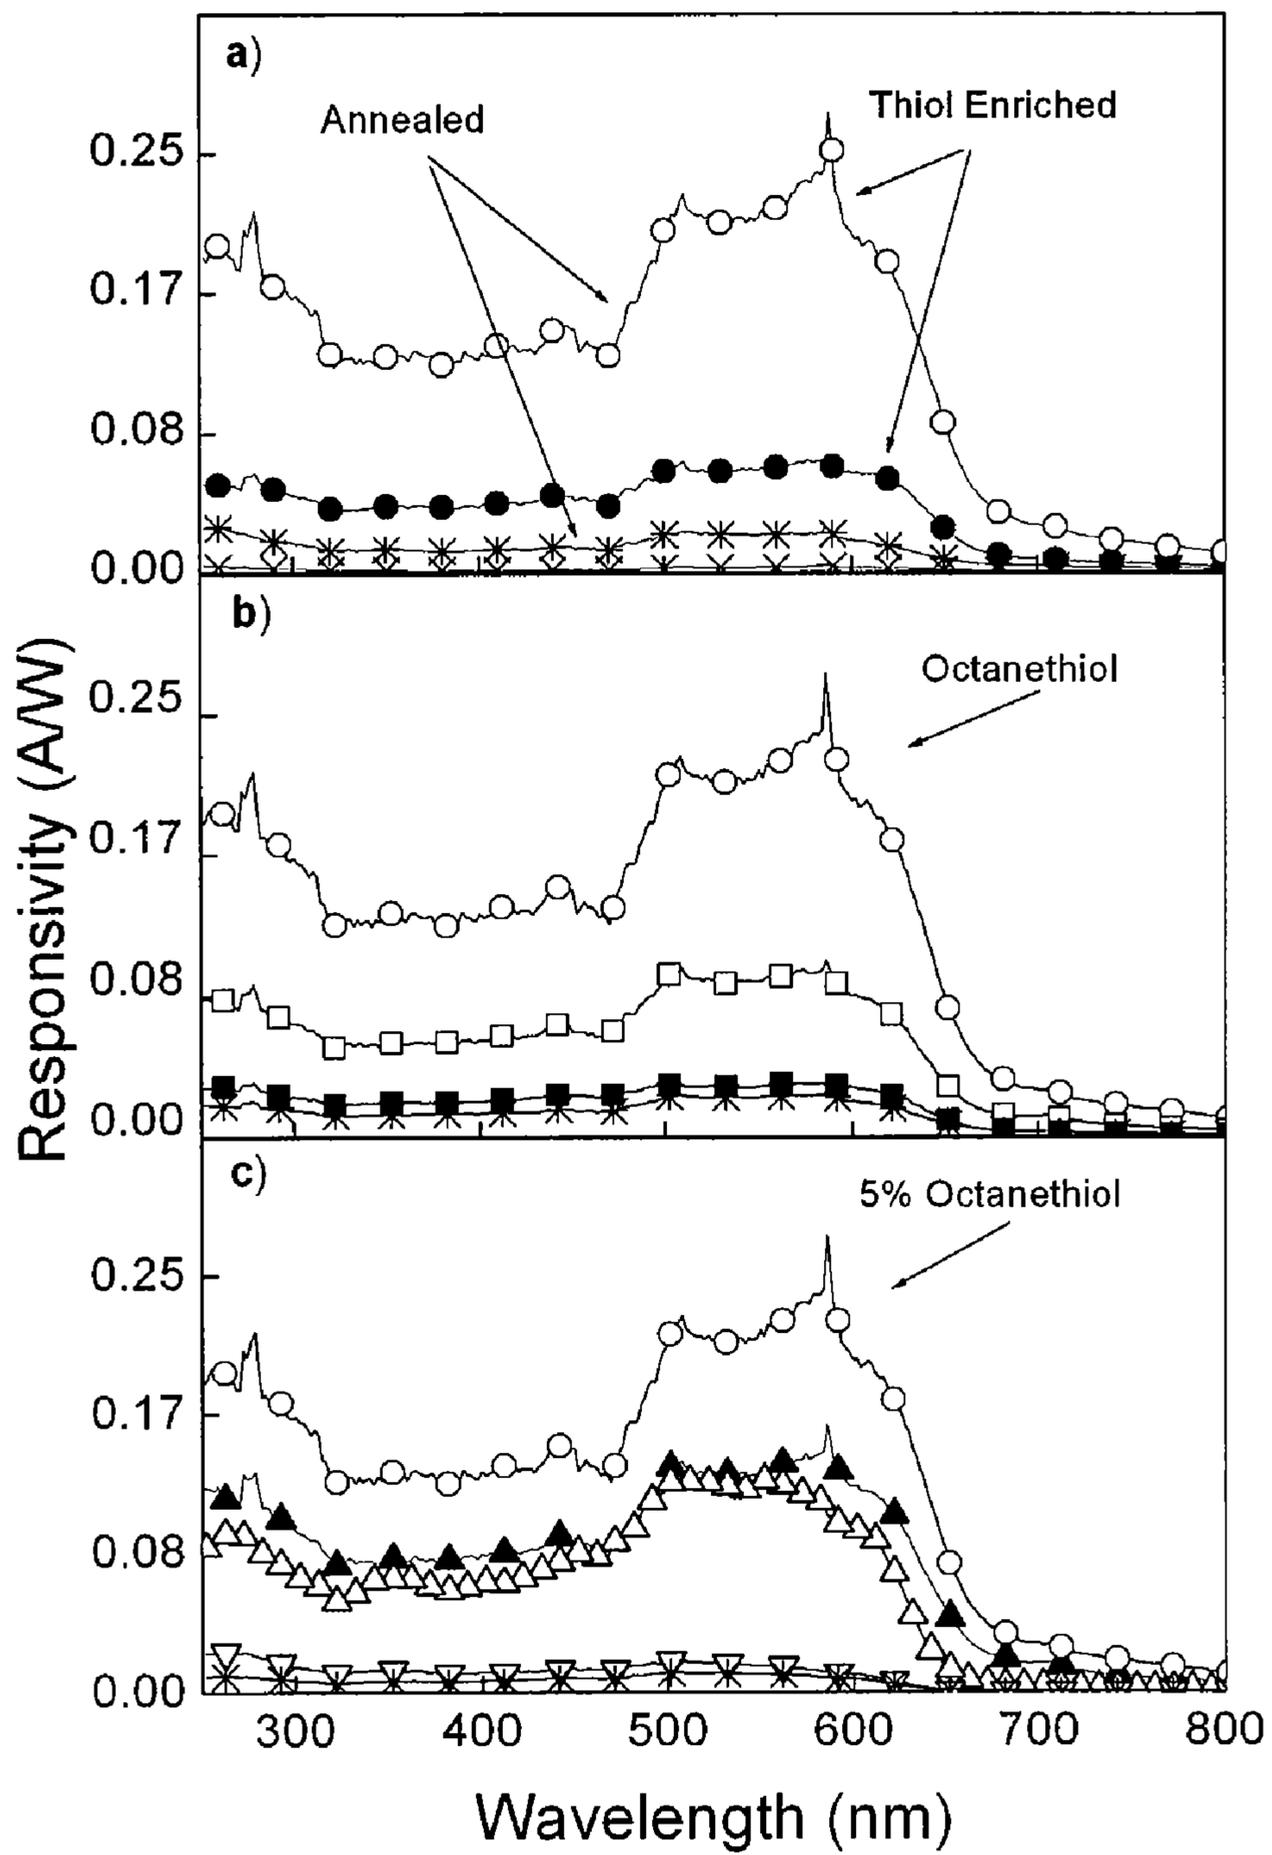 a)
Annealed
Thiol Enriched
0.25
0.17
0.08
0.00
b)
Octanethiol
0.25
0.17
0.08
0.00
c)
5% Octanethiol
0.25
0.17
0.08
0.00
Responsivity (A/W)
300 400 500 600 700 800
Wavelength (nm)